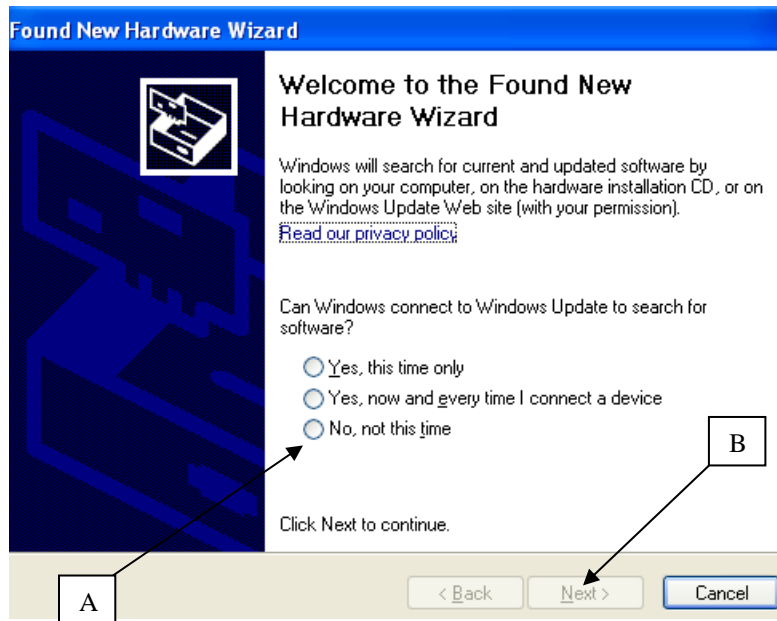 Found New Hardware Wizard
Welcome to the Found New
Hardware Wizard
Windows will search for current and updated software by
looking on your computer, on the hardware installation CD, or on
the Windows Update Web site (with your permission).
Read our privacy policy
Can Windows connect to Windows Update to search for
software?
Yes, this time only
Yes, now and every time I connect a device
No, not this time
B
Click Next to continue.
A
< Back Next > Cancel